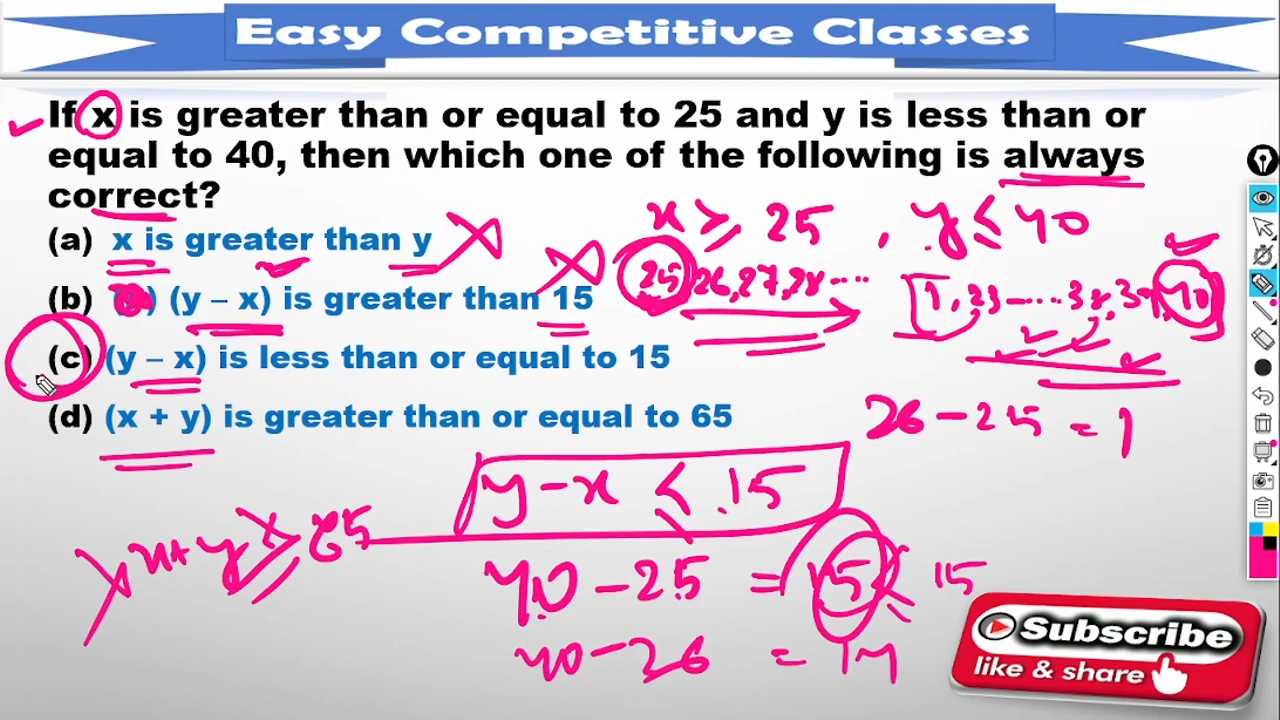 Easy Competitive Classes
If x is greater than or equal to 25 and y is less than or
equal to 40, then which one of the following is always
correct?
x ≥ 25 , y ≤ 40
(a) x is greater than y
25, 26, 27, 28 ....
(b) (y – x) is greater than 15
(c) (y – x) is less than or equal to 15
(d) (x + y) is greater than or equal to 65
26 – 25 = 1
y – x ≤ 15
40 – 25 = 15 ≤ 15
40 – 26 = 14
Subscribe
like & share